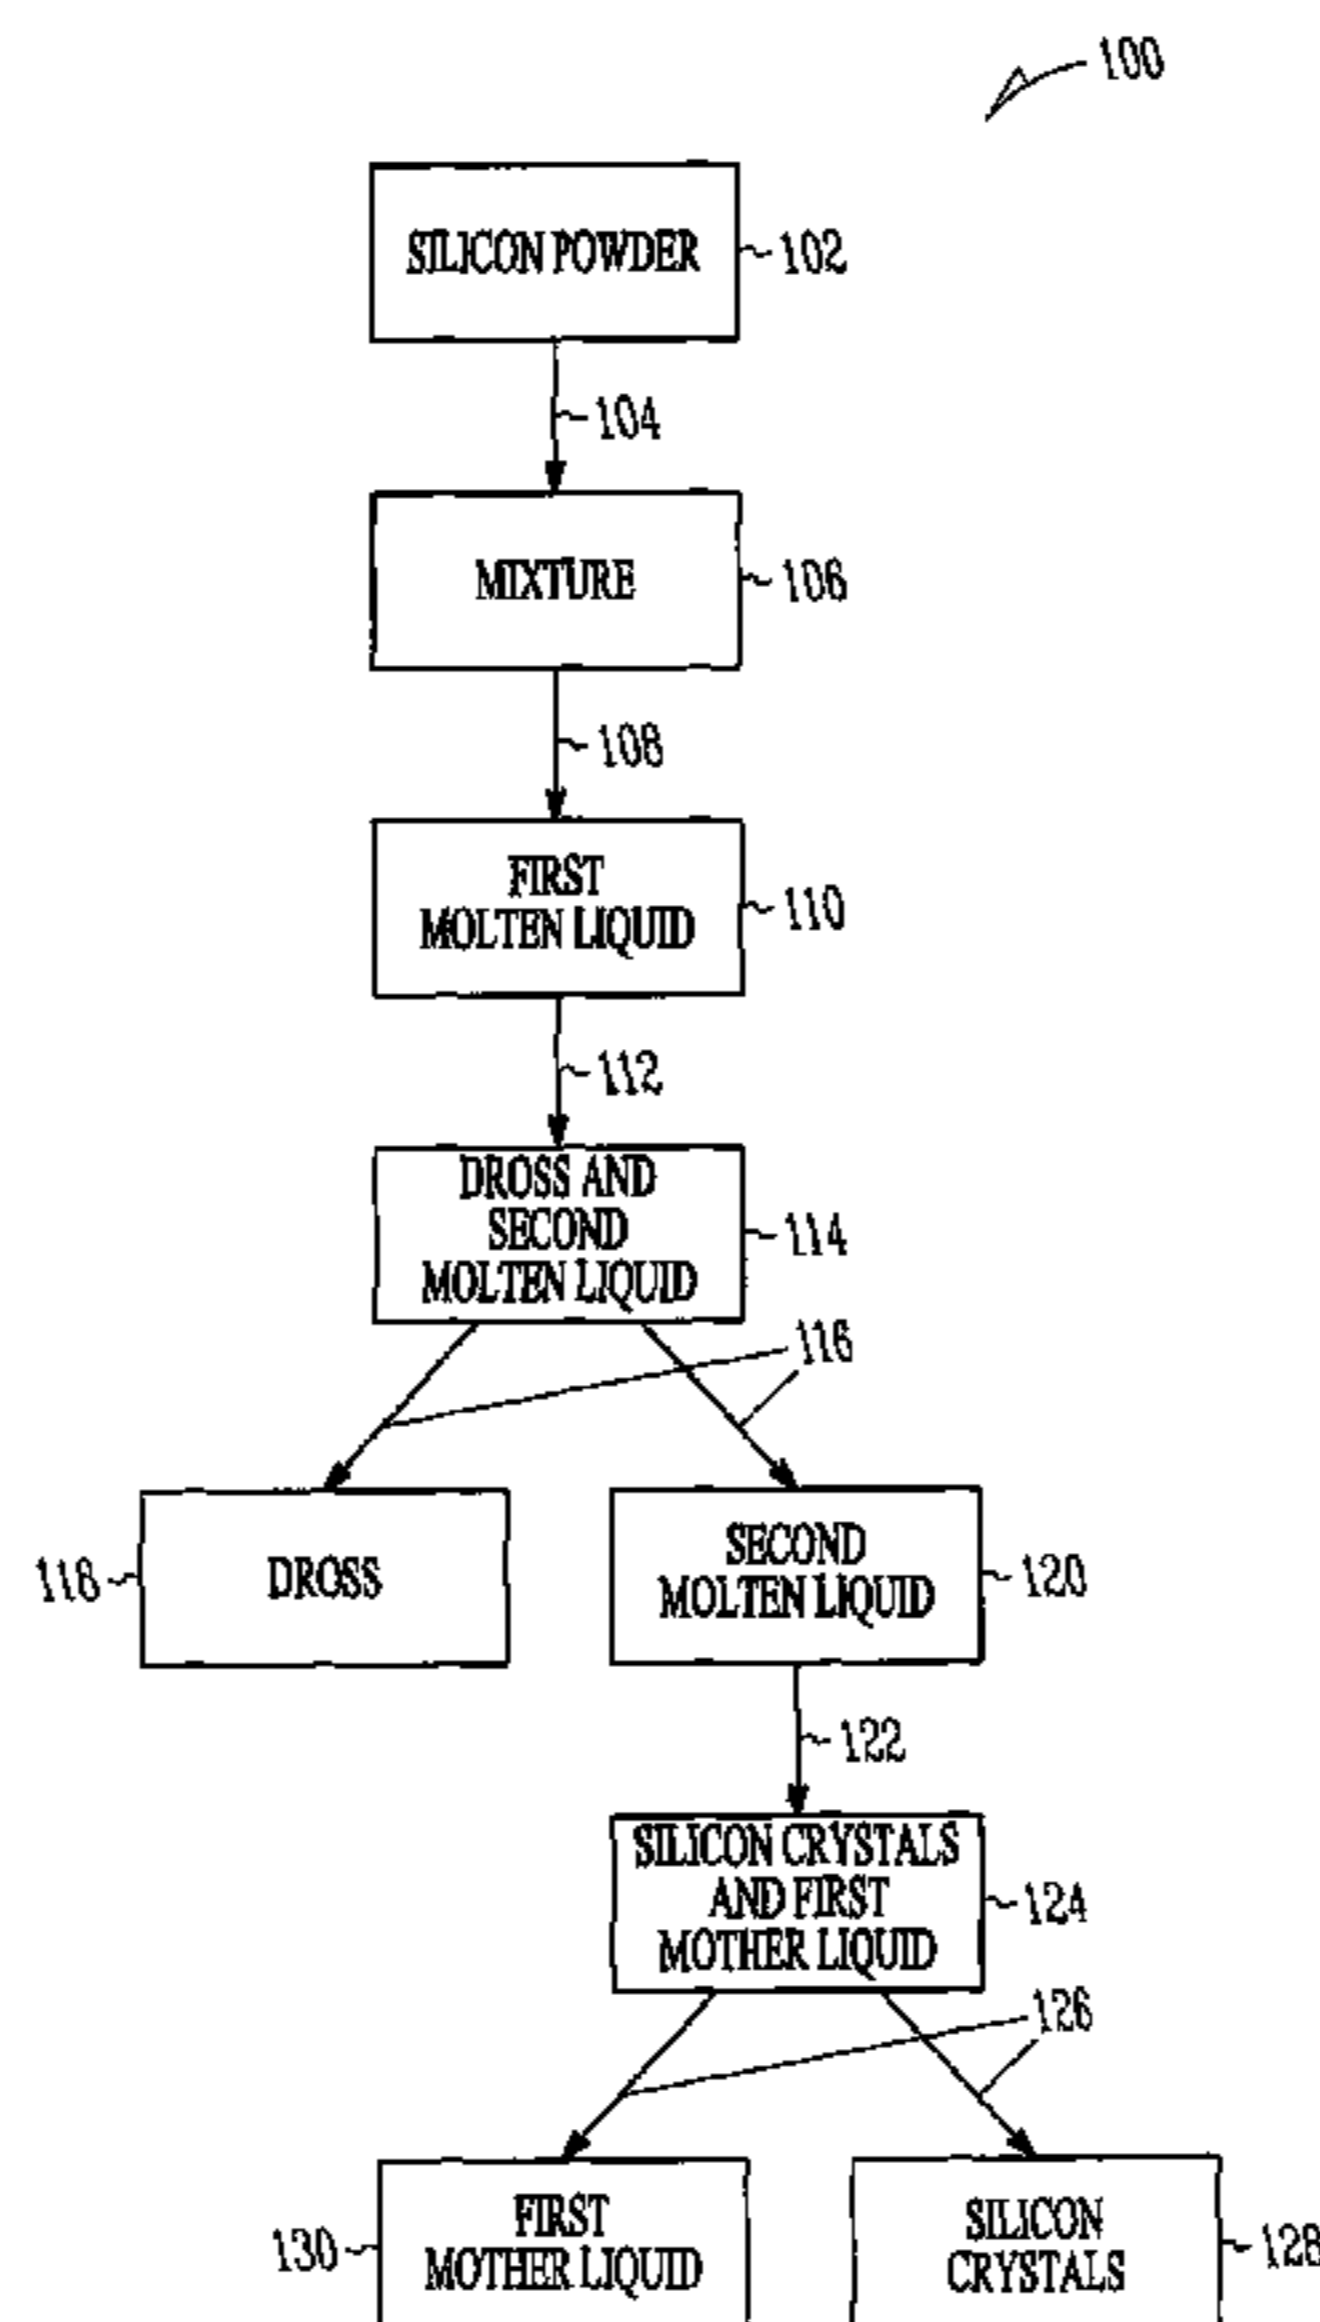 100
SILICON POWDER
102
104
MIXTURE
106
108
FIRST
MOLTEN LIQUID
110
112
DROSS AND
SECOND
MOLTEN LIQUID
114
116
118
DROSS
SECOND
MOLTEN LIQUID
120
122
SILICON CRYSTALS
AND FIRST
MOTHER LIQUID
124
126
130
FIRST
MOTHER LIQUID
SILICON
CRYSTALS
128